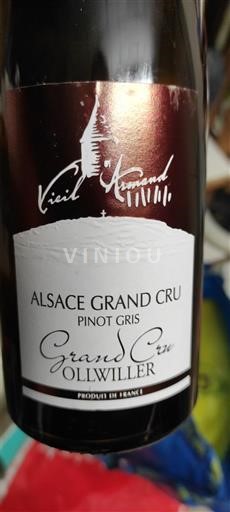 Vieil Armand
VINIOU
ALSACE GRAND CRU
PINOT GRIS
Grand Cru
OLLWILLER
PRODUIT DE FRANCE